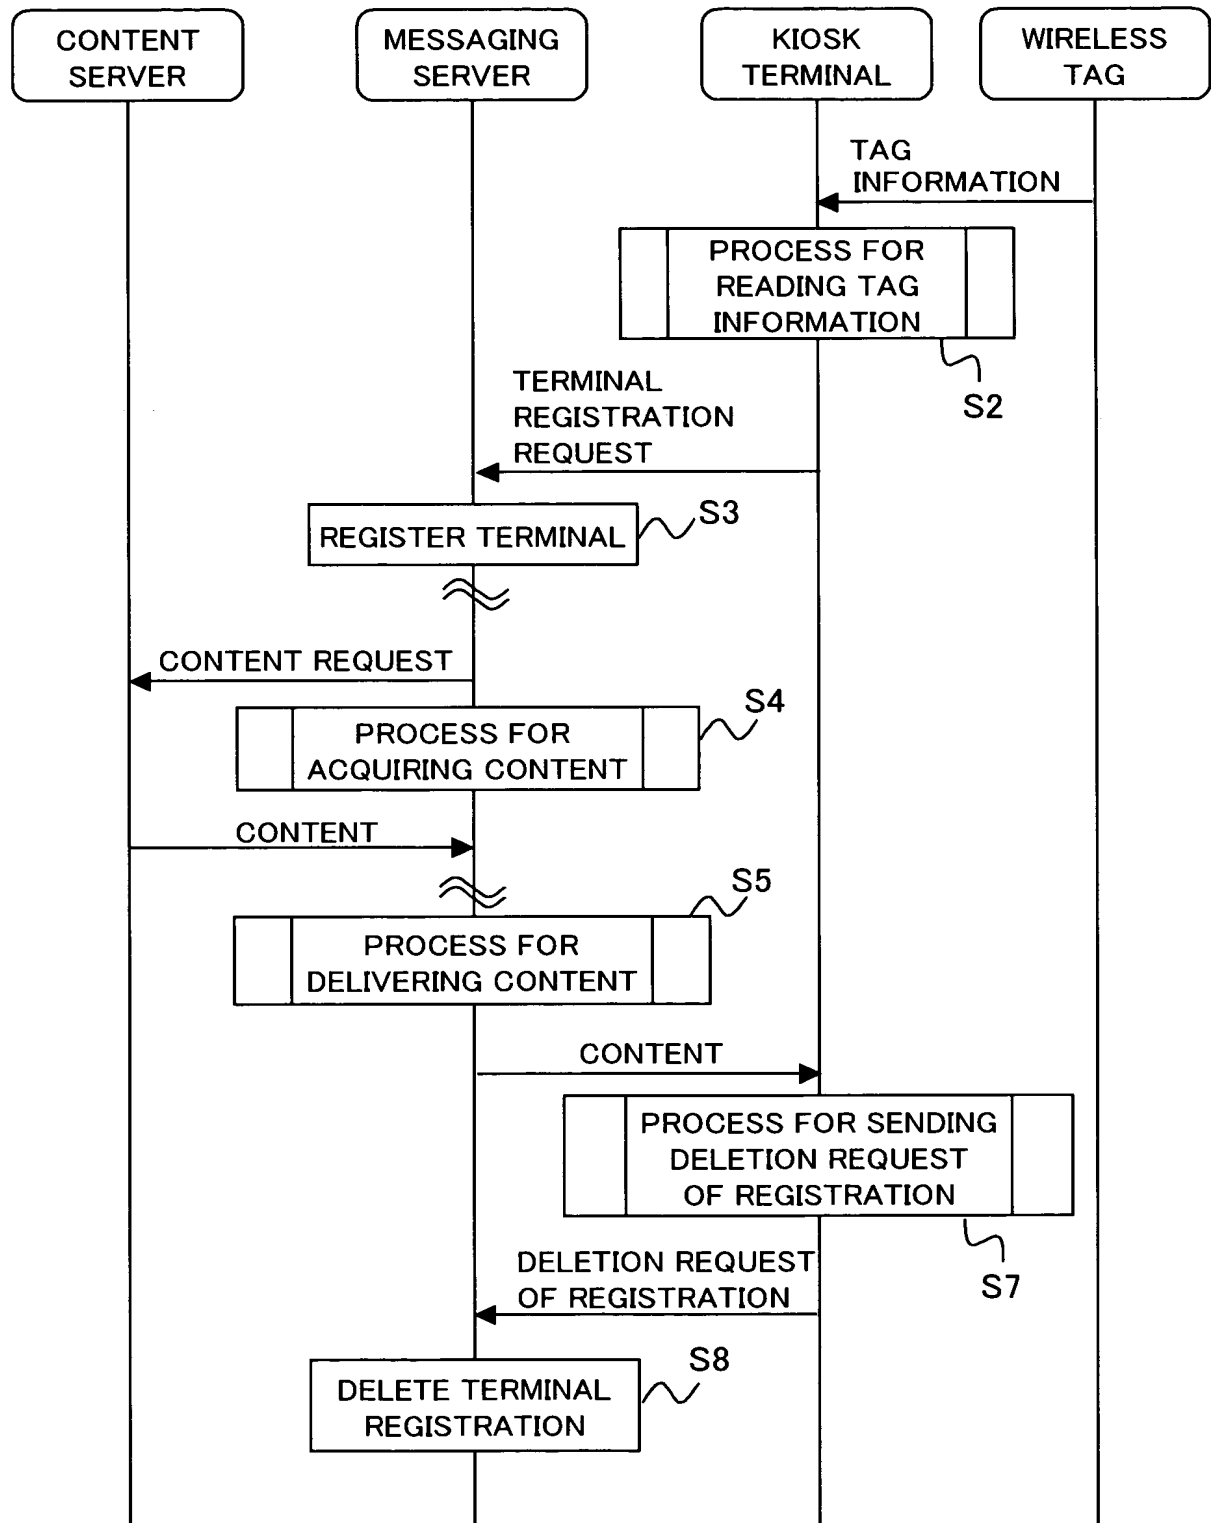 CONTENT
SERVER
MESSAGING
SERVER
KIOSK
TERMINAL
WIRELESS
TAG
TAG
INFORMATION
PROCESS FOR
READING TAG
INFORMATION
S2
TERMINAL
REGISTRATION
REQUEST
REGISTER TERMINAL
S3
CONTENT REQUEST
S4
PROCESS FOR
ACQUIRING CONTENT
CONTENT
S5
PROCESS FOR
DELIVERING CONTENT
CONTENT
PROCESS FOR SENDING
DELETION REQUEST
OF REGISTRATION
S7
DELETION REQUEST
OF REGISTRATION
S8
DELETE TERMINAL
REGISTRATION